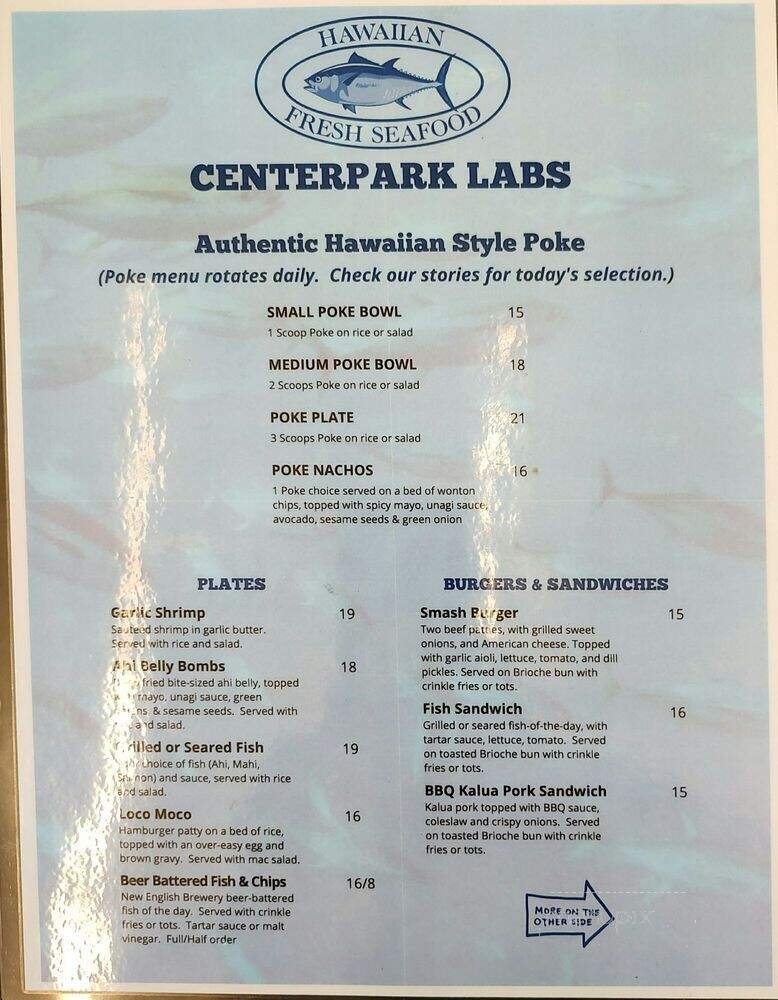 HAWAIIAN
FRESH SEAFOOD
CENTERPARK LABS
Authentic Hawaiian Style Poke
(Poke menu rotates daily. Check our stories for today's selection.)
SMALL POKE BOWL 15
1 Scoop Poke on rice or salad
MEDIUM POKE BOWL 18
2 Scoops Poke on rice or salad
POKE PLATE 21
3 Scoops Poke on rice or salad
POKE NACHOS 16
1 Poke choice served on a bed of wonton
chips, topped with spicy mayo, unagi sauce,
avocado, sesame seeds & green onion
PLATES
Garlic Shrimp 19
Sauteed shrimp in garlic butter.
Served with rice and salad.
Ahi Belly Bombs 18
fried bite-sized ahi belly, topped
mayo, unagi sauce, green
& sesame seeds. Served with
and salad.
Grilled or Seared Fish 19
choice of fish (Ahi, Mahi,
Salmon) and sauce, served with rice
and salad.
Loco Moco 16
Hamburger patty on a bed of rice,
topped with an over-easy egg and
brown gravy. Served with mac salad.
Beer Battered Fish & Chips 16/8
New English Brewery beer-battered
fish of the day. Served with crinkle
fries or tots. Tartar sauce or malt
vinegar. Full/Half order
BURGERS & SANDWICHES
Smash Burger 15
Two beef patties, with grilled sweet
onions, and American cheese. Topped
with garlic aioli, lettuce, tomato, and dill
pickles. Served on Brioche bun with
crinkle fries or tots.
Fish Sandwich 16
Grilled or seared fish-of-the-day, with
tartar sauce, lettuce, tomato. Served
on toasted Brioche bun with crinkle
fries or tots.
BBQ Kalua Pork Sandwich 15
Kalua pork topped with BBQ sauce,
coleslaw and crispy onions. Served
on toasted Brioche bun with crinkle
fries or tots.
MORE ON THE
OTHER SIDE